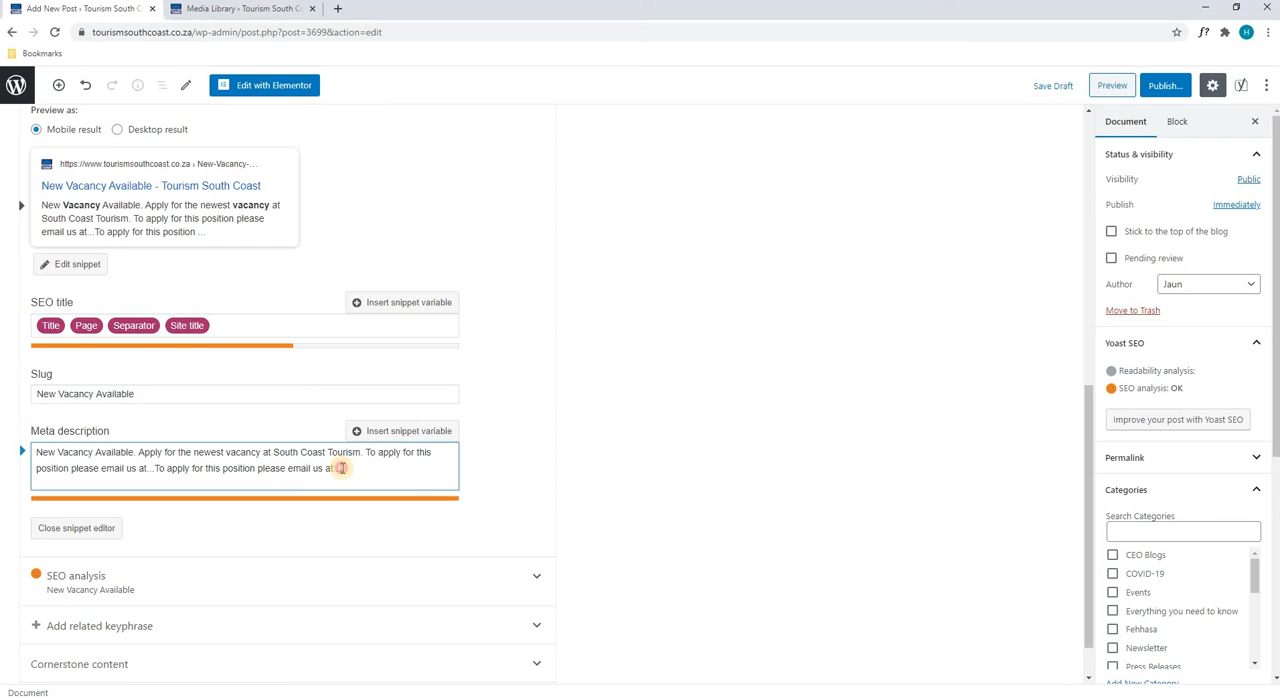 Add New Post ‹ Tourism South C
Media Library ‹ Tourism South Co
tourismsouthcoast.co.za/wp-admin/post.php?post=3699&action=edit
f?
H
Bookmarks
Edit with Elementor
Save Draft
Preview
Publish...
Preview as:
Mobile result
Desktop result
https://www.tourismsouthcoast.co.za › New-Vacancy-...
New Vacancy Available - Tourism South Coast
New Vacancy Available. Apply for the newest vacancy at
South Coast Tourism. To apply for this position please
email us at...To apply for this position ...
Edit snippet
SEO title
Insert snippet variable
Title
Page
Separator
Site title
Slug
New Vacancy Available
Meta description
Insert snippet variable
New Vacancy Available. Apply for the newest vacancy at South Coast Tourism. To apply for this
position please email us at...To apply for this position please email us at
Close snippet editor
SEO analysis
New Vacancy Available
Add related keyphrase
Cornerstone content
Document
Document
Block
Status & visibility
Visibility
Public
Publish
Immediately
Stick to the top of the blog
Pending review
Author
Jaun
Move to Trash
Yoast SEO
Readability analysis:
SEO analysis: OK
Improve your post with Yoast SEO
Permalink
Categories
Search Categories
CEO Blogs
COVID-19
Events
Everything you need to know
Fehhasa
Newsletter
Press Releases
Add New Category